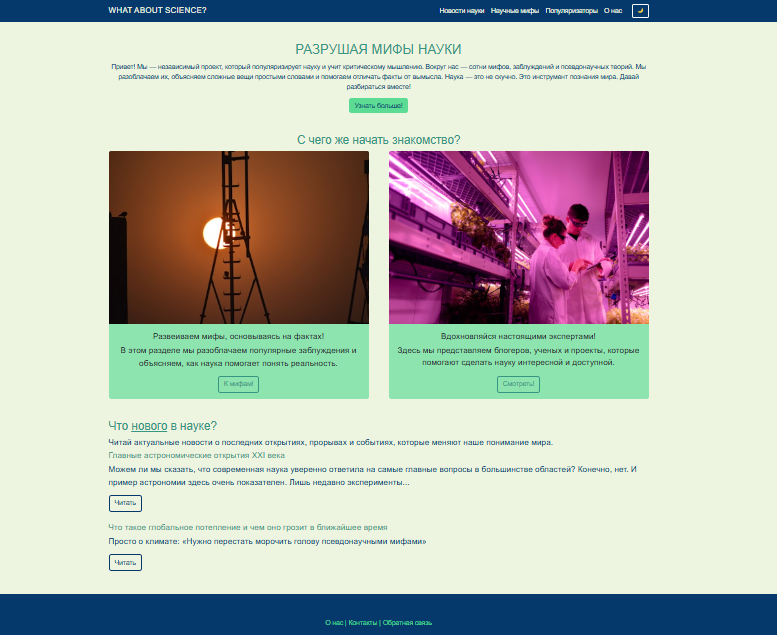 WHAT ABOUT SCIENCE?
Новости науки Научные мифы Популяризаторы О нас
РАЗРУШАЯ МИФЫ НАУКИ
Привет! Мы — независимый проект, который популяризирует науку и учит критическому мышлению. Вокруг нас — сотни мифов, заблуждений и псевдонаучных теорий. Мы
разоблачаем их, объясняем сложные вещи простыми словами и помогаем отличать факты от вымысла. Наука — это не скучно. Это инструмент познания мира. Давай
разбираться вместе!
Узнать больше!
С чего же начать знакомство?
Развеиваем мифы, основываясь на фактах!
В этом разделе мы разоблачаем популярные заблуждения и
объясняем, как наука помогает понять реальность.
К мифам!
Вдохновляйся настоящими экспертами!
Здесь мы представляем блогеров, ученых и проекты, которые
помогают сделать науку интересной и доступной.
Смотреть!
Что нового в науке?
Читай актуальные новости о последних открытиях, прорывах и событиях, которые меняют наше понимание мира.
Главные астрономические открытия XXI века
Можем ли мы сказать, что современная наука уверенно ответила на самые главные вопросы в большинстве областей? Конечно, нет. И
пример астрономии здесь очень показателен. Лишь недавно эксперименты...
Читать
Что такое глобальное потепление и чем оно грозит в ближайшее время
Просто о климате: «Нужно перестать морочить голову псевдонаучными мифами»
Читать
О нас | Контакты | Обратная связь